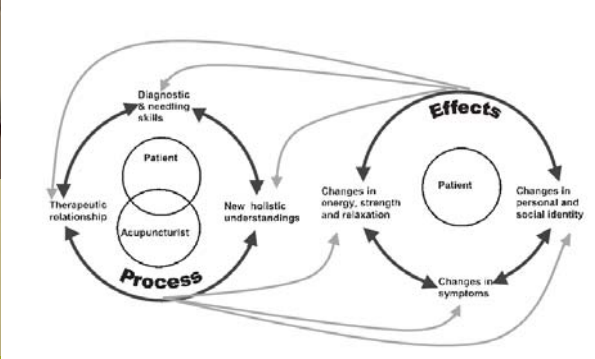 Diagnostic
& needling
skills
Patient
Therapeutic
relationship
New holistic
understandings
Acupuncturist
Process
Effects
Patient
Changes in
energy, strength
and relaxation
Changes in
personal and
social identity
Changes in
symptoms